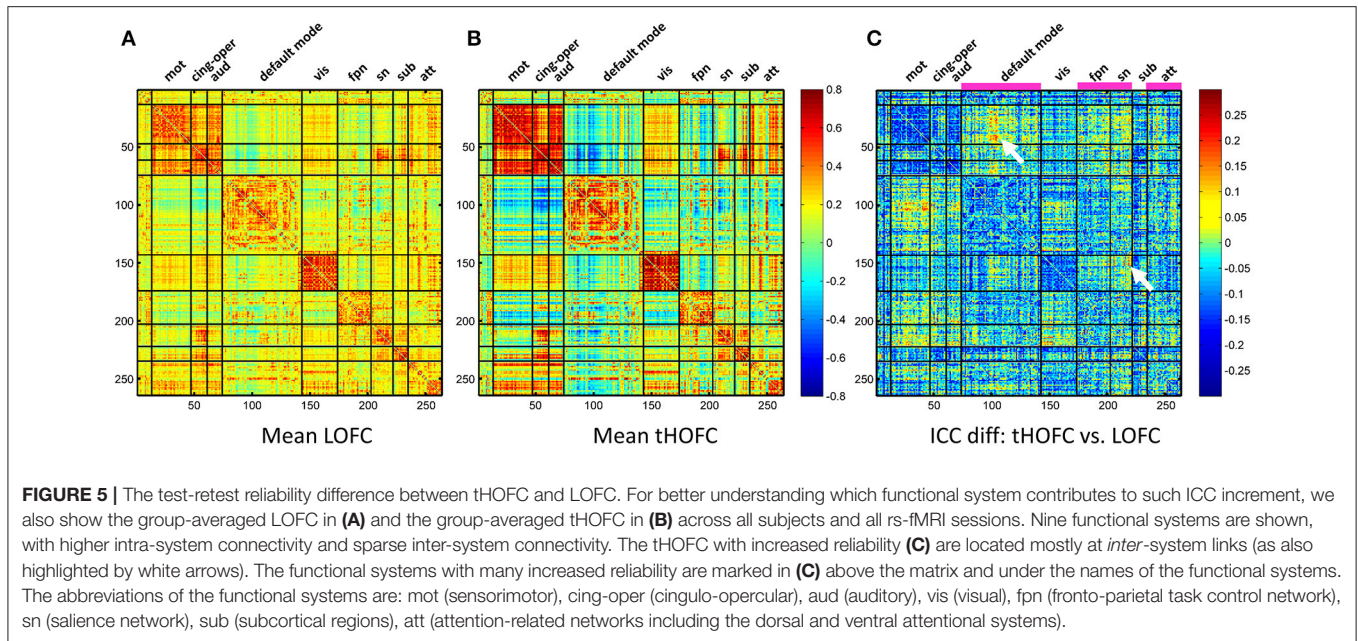 A
B
C
mot
cing-oper
aud
default mode
vis
fpn
sn
sub
att
mot
cing-oper
aud
default mode
vis
fpn
sn
sub
att
mot
cing-oper
aud
default mode
vis
fpn
sn
sub
att
50
100
150
200
250
50 100 150 200 250
Mean LOFC
50
100
150
200
250
50 100 150 200 250
Mean tHOFC
0.8
0.6
0.4
0.2
0
-0.2
-0.4
-0.6
-0.8
50
100
150
200
250
50 100 150 200 250
ICC diff: tHOFC vs. LOFC
0.25
0.2
0.15
0.1
0.05
0
-0.05
-0.1
-0.15
-0.2
-0.25
FIGURE 5 | The test-retest reliability difference between tHOFC and LOFC. For better understanding which functional system contributes to such ICC increment, we
also show the group-averaged LOFC in (A) and the group-averaged tHOFC in (B) across all subjects and all rs-fMRI sessions. Nine functional systems are shown,
with higher intra-system connectivity and sparse inter-system connectivity. The tHOFC with increased reliability (C) are located mostly at inter-system links (as also
highlighted by white arrows). The functional systems with many increased reliability are marked in (C) above the matrix and under the names of the functional systems.
The abbreviations of the functional systems are: mot (sensorimotor), cing-oper (cingulo-opercular), aud (auditory), vis (visual), fpn (fronto-parietal task control network),
sn (salience network), sub (subcortical regions), att (attention-related networks including the dorsal and ventral attentional systems).